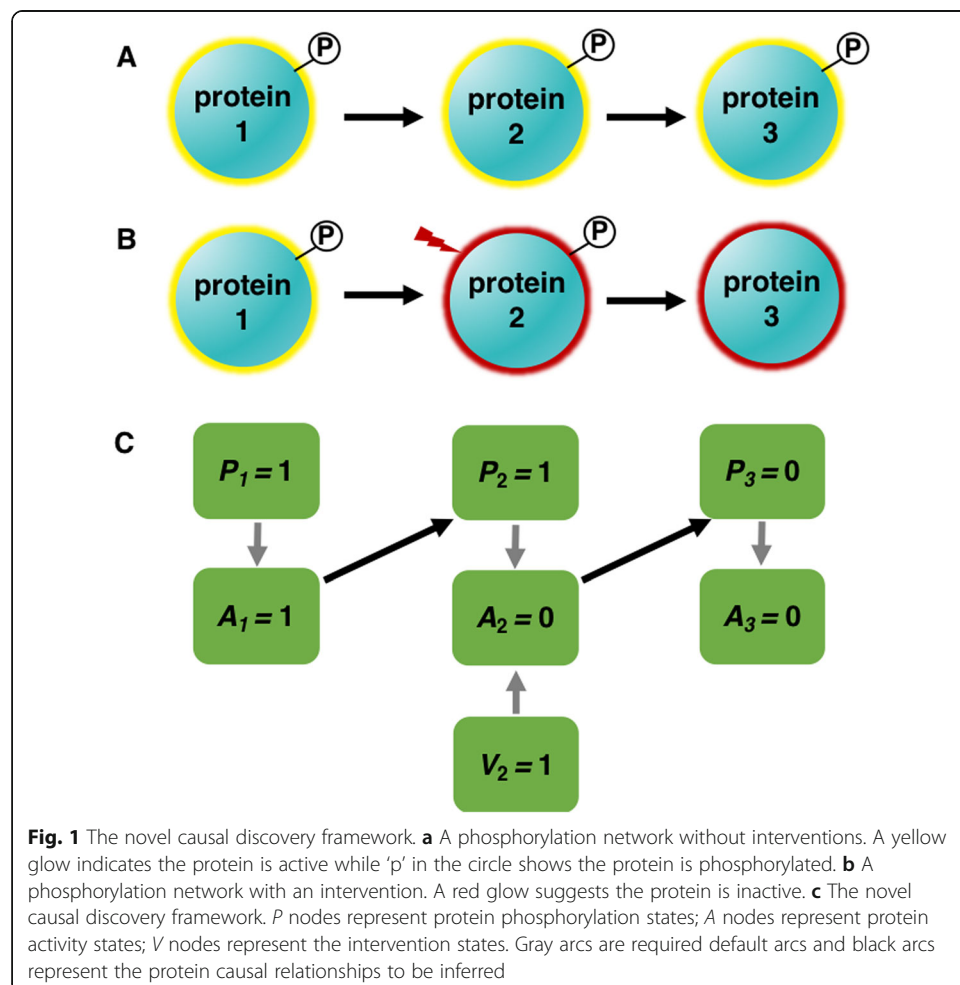 A
P
P
P
protein
1
protein
2
protein
3
B
P
P
protein
1
protein
2
protein
3
C
P1 = 1
P2 = 1
P3 = 0
A1 = 1
A2 = 0
A3 = 0
V2 = 1
Fig. 1 The novel causal discovery framework. a A phosphorylation network without interventions. A yellow
glow indicates the protein is active while ‘p’ in the circle shows the protein is phosphorylated. b A
phosphorylation network with an intervention. A red glow suggests the protein is inactive. c The novel
causal discovery framework. P nodes represent protein phosphorylation states; A nodes represent protein
activity states; V nodes represent the intervention states. Gray arcs are required default arcs and black arcs
represent the protein causal relationships to be inferred